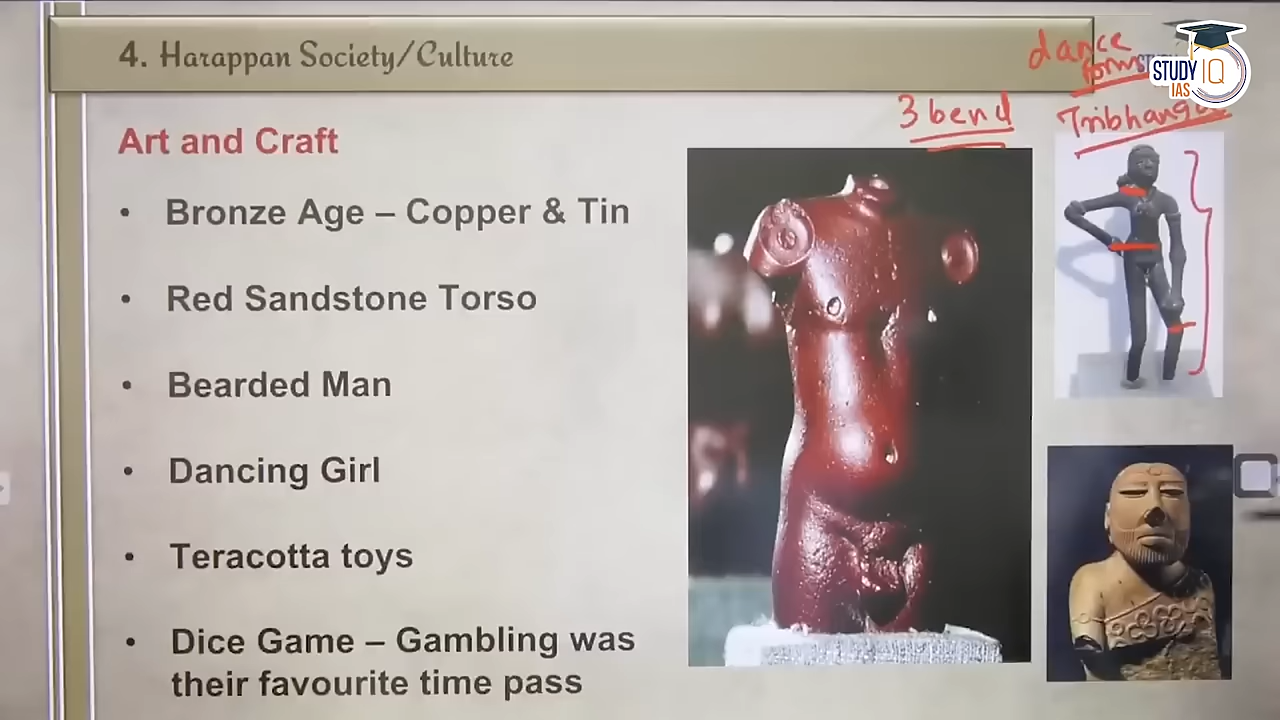 4. Harappan Society/Culture
dance
form
STUDY IQ
IAS
3 bend
Art and Craft
• Bronze Age – Copper & Tin
• Red Sandstone Torso
• Bearded Man
• Dancing Girl
• Teracotta toys
• Dice Game – Gambling was
their favourite time pass